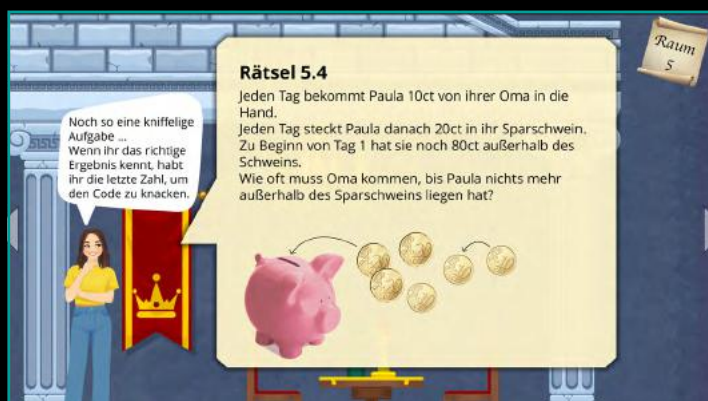 Raum
5
Rätsel 5.4
Jeden Tag bekommt Paula 10ct von ihrer Oma in die
Hand.
Jeden Tag steckt Paula danach 20ct in ihr Sparschwein.
Zu Beginn von Tag 1 hat sie noch 80ct außerhalb des
Schweins.
Wie oft muss Oma kommen, bis Paula nichts mehr
außerhalb des Sparschweins liegen hat?
Noch so eine kniffelige
Aufgabe ...
Wenn ihr das richtige
Ergebnis kennt, habt
ihr die letzte Zahl, um
den Code zu knacken.